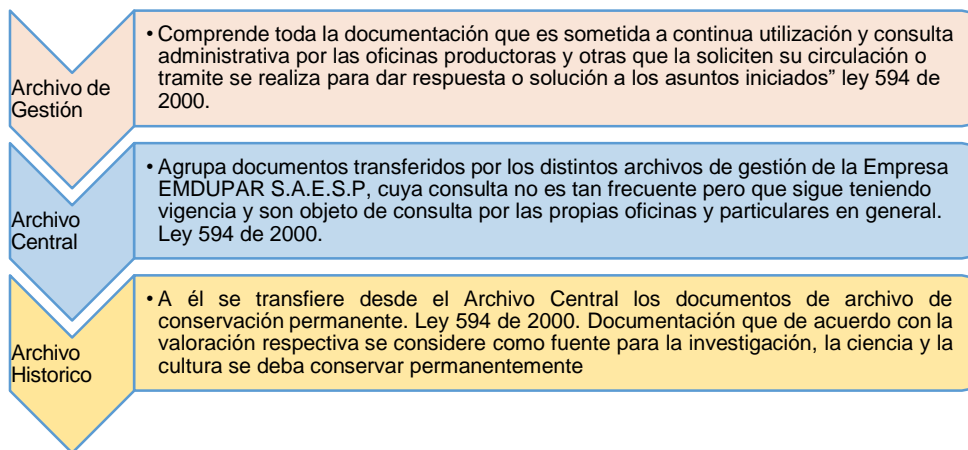 Archivo de
Gestión
• Comprende toda la documentación que es sometida a continua utilización y consulta
administrativa por las oficinas productoras y otras que la soliciten su circulación o
tramite se realiza para dar respuesta o solución a los asuntos iniciados” ley 594 de
2000.
Archivo
Central
• Agrupa documentos transferidos por los distintos archivos de gestión de la Empresa
EMDUPAR S.A.E.S.P, cuya consulta no es tan frecuente pero que sigue teniendo
vigencia y son objeto de consulta por las propias oficinas y particulares en general.
Ley 594 de 2000.
Archivo
Historico
• A él se transfiere desde el Archivo Central los documentos de archivo de
conservación permanente. Ley 594 de 2000. Documentación que de acuerdo con la
valoración respectiva se considere como fuente para la investigación, la ciencia y la
cultura se deba conservar permanentemente